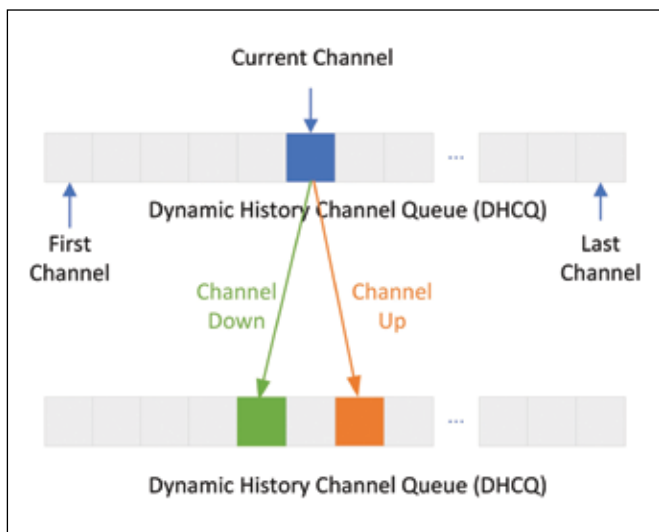 Current Channel
...
Dynamic History Channel Queue (DHCQ)
First
Channel
Last
Channel
Channel
Down
Channel
Up
...
Dynamic History Channel Queue (DHCQ)